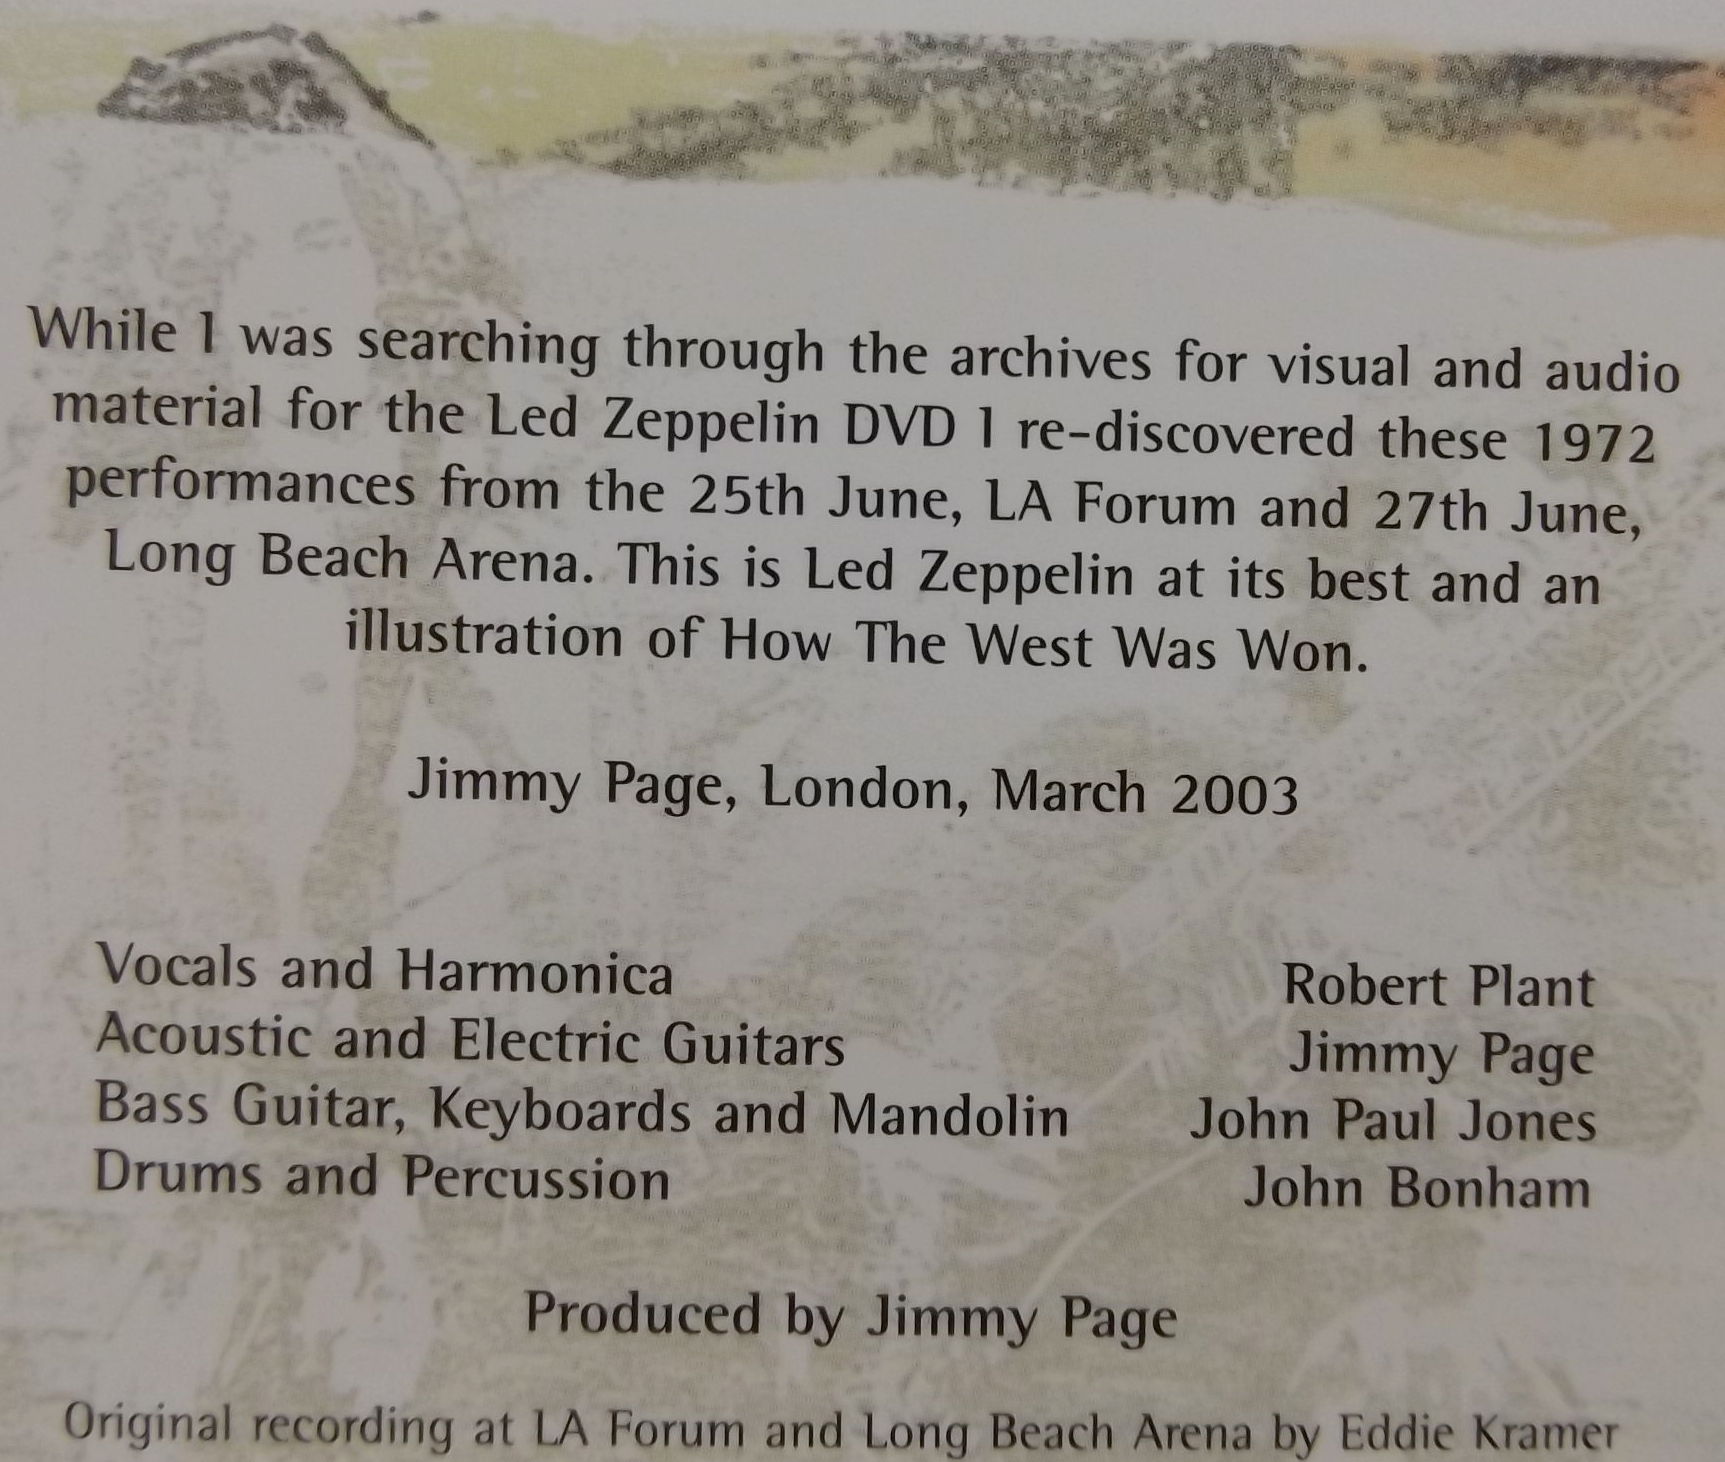 While I was searching through the archives for visual and audio
material for the Led Zeppelin DVD I re-discovered these 1972
performances from the 25th June, LA Forum and 27th June,
Long Beach Arena. This is Led Zeppelin at its best and an
illustration of How The West Was Won.
Jimmy Page, London, March 2003
Vocals and Harmonica Robert Plant
Acoustic and Electric Guitars Jimmy Page
Bass Guitar, Keyboards and Mandolin John Paul Jones
Drums and Percussion John Bonham
Produced by Jimmy Page
Original recording at LA Forum and Long Beach Arena by Eddie Kramer